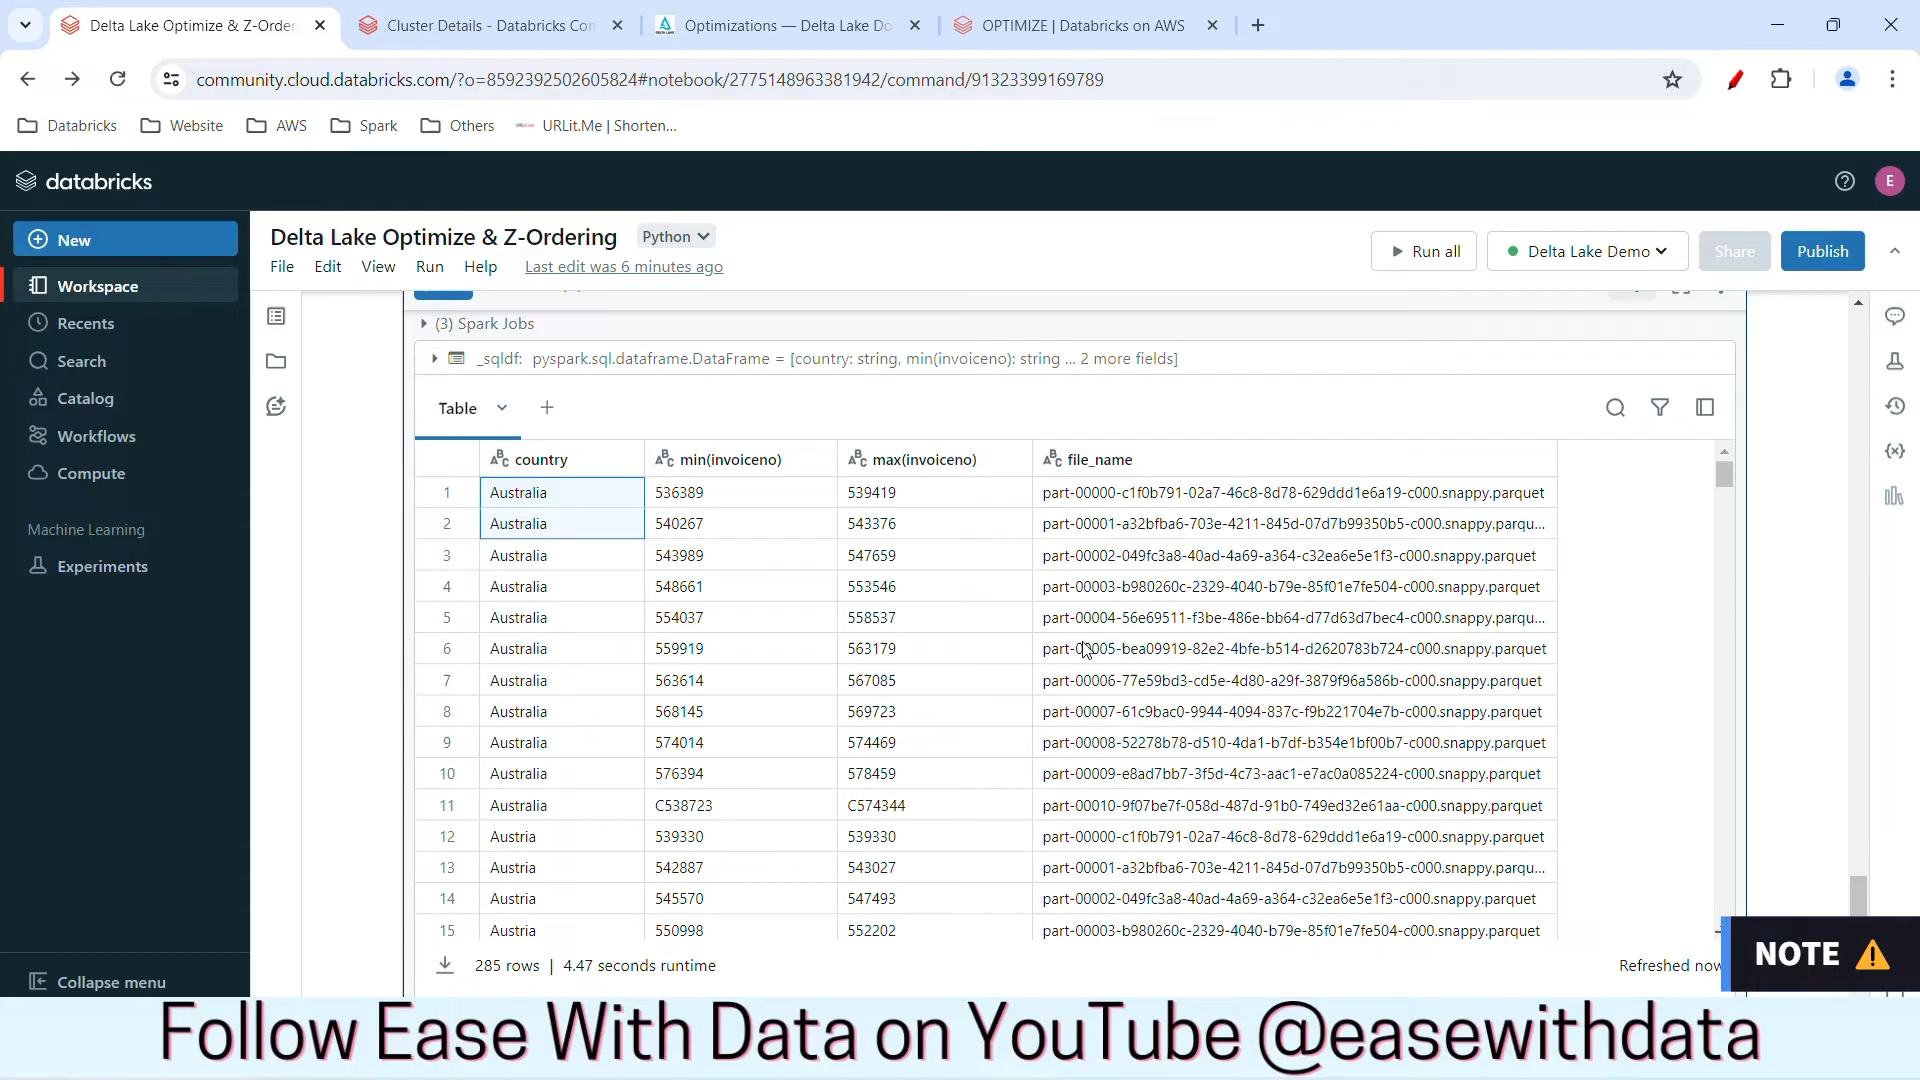 Delta Lake Optimize & Z-Order
Cluster Details - Databricks Con
Optimizations — Delta Lake Do
OPTIMIZE | Databricks on AWS
community.cloud.databricks.com/?o=8592392502605824#notebook/2775148963381942/command/91323399169789
Databricks
Website
AWS
Spark
Others
URLit.Me | Shorten...
databricks
E
New
Workspace
Recents
Search
Catalog
Workflows
Compute
Machine Learning
Experiments
Collapse menu
Delta Lake Optimize & Z-Ordering
Python
File Edit View Run Help Last edit was 6 minutes ago
Run all
Delta Lake Demo
Share
Publish
(3) Spark Jobs
_sqldf: pyspark.sql.dataframe.DataFrame = [country: string, min(invoiceno): string ... 2 more fields]
Table
country min(invoiceno) max(invoiceno) file_name
1 Australia 536389 539419 part-00000-c1f0b791-02a7-46c8-8d78-629ddd1e6a19-c000.snappy.parquet
2 Australia 540267 543376 part-00001-a32bfba6-703e-4211-845d-07d7b99350b5-c000.snappy.parqu...
3 Australia 543989 547659 part-00002-049fc3a8-40ad-4a69-a364-c32ea6e5e1f3-c000.snappy.parquet
4 Australia 548661 553546 part-00003-b980260c-2329-4040-b79e-85f01e7fe504-c000.snappy.parquet
5 Australia 554037 558537 part-00004-56e69511-f3be-486e-bb64-d77d63d7bec4-c000.snappy.parqu...
6 Australia 559919 563179 part-00005-bea09919-82e2-4bfe-b514-d2620783b724-c000.snappy.parquet
7 Australia 563614 567085 part-00006-77e59bd3-cd5e-4d80-a29f-3879f96a586b-c000.snappy.parquet
8 Australia 568145 569723 part-00007-61c9bac0-9944-4094-837c-f9b221704e7b-c000.snappy.parquet
9 Australia 574014 574469 part-00008-52278b78-d510-4da1-b7df-b354e1bf00b7-c000.snappy.parquet
10 Australia 576394 578459 part-00009-e8ad7bb7-3f5d-4c73-aac1-e7ac0a085224-c000.snappy.parquet
11 Australia C538723 C574344 part-00010-9f07be7f-058d-487d-91b0-749ed32e61aa-c000.snappy.parquet
12 Austria 539330 539330 part-00000-c1f0b791-02a7-46c8-8d78-629ddd1e6a19-c000.snappy.parquet
13 Austria 542887 543027 part-00001-a32bfba6-703e-4211-845d-07d7b99350b5-c000.snappy.parqu...
14 Austria 545570 547493 part-00002-049fc3a8-40ad-4a69-a364-c32ea6e5e1f3-c000.snappy.parquet
15 Austria 550998 552202 part-00003-b980260c-2329-4040-b79e-85f01e7fe504-c000.snappy.parquet
285 rows | 4.47 seconds runtime
Refreshed now
NOTE
Follow Ease With Data on YouTube @easewithdata